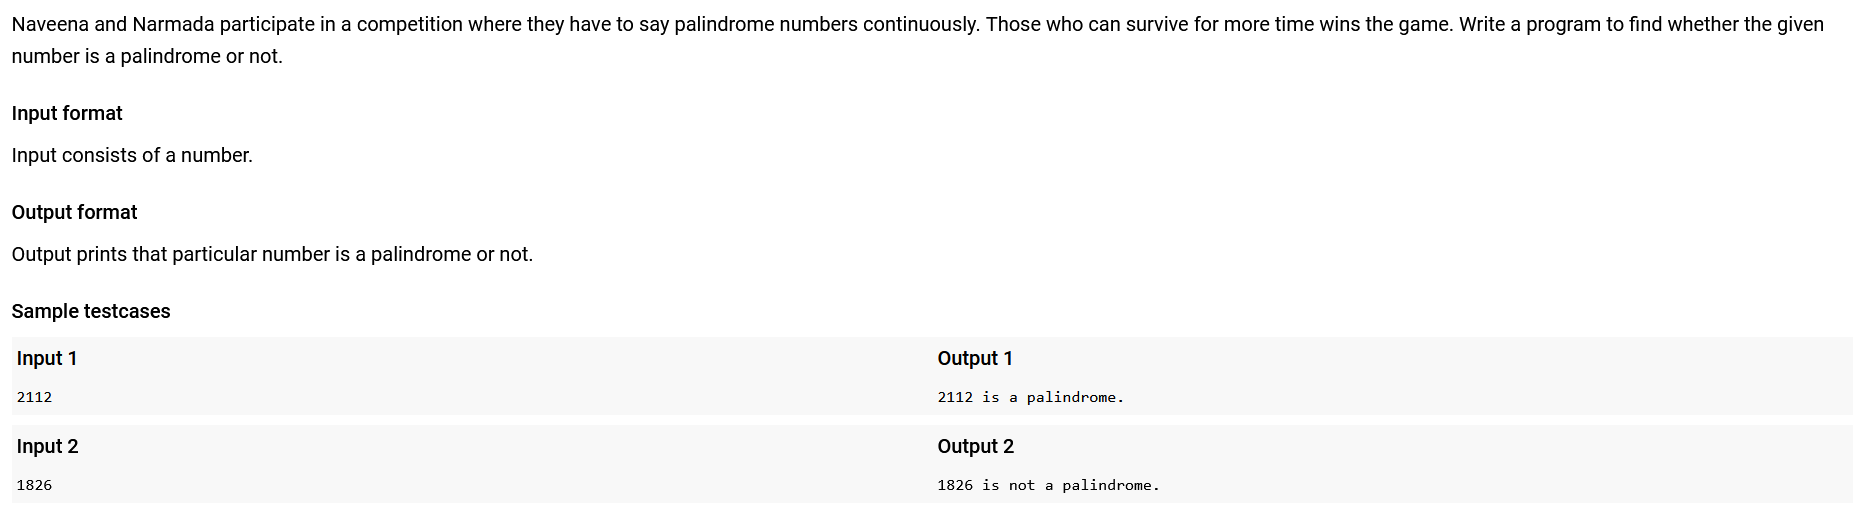 Naveena and Narmada participate in a competition where they have to say palindrome numbers continuously. Those who can survive for more time wins the game. Write a program to find whether the given
number is a palindrome or not.
Input format
Input consists of a number.
Output format
Output prints that particular number is a palindrome or not.
Sample testcases
Input 1
Output 1
2112
2112 is a palindrome.
Input 2
Output 2
1826
1826 is not a palindrome.